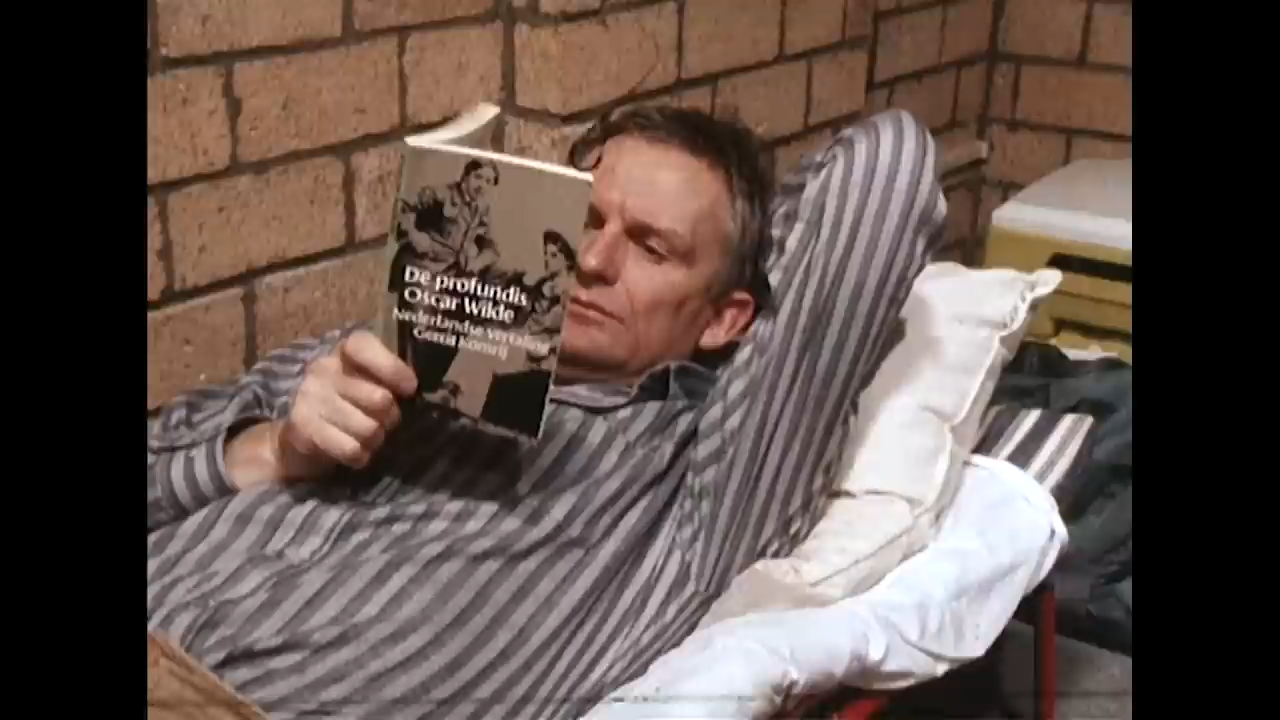 De profundis
Oscar Wilde
Nederlandse vertaling
Gerrit Komrij